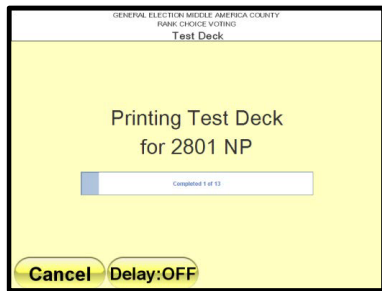 GENERAL ELECTION MIDDLE AMERICA COUNTY
RANK CHOICE VOTING
Test Deck
Printing Test Deck
for 2801 NP
Completed 1 of 13
Cancel
Delay:OFF